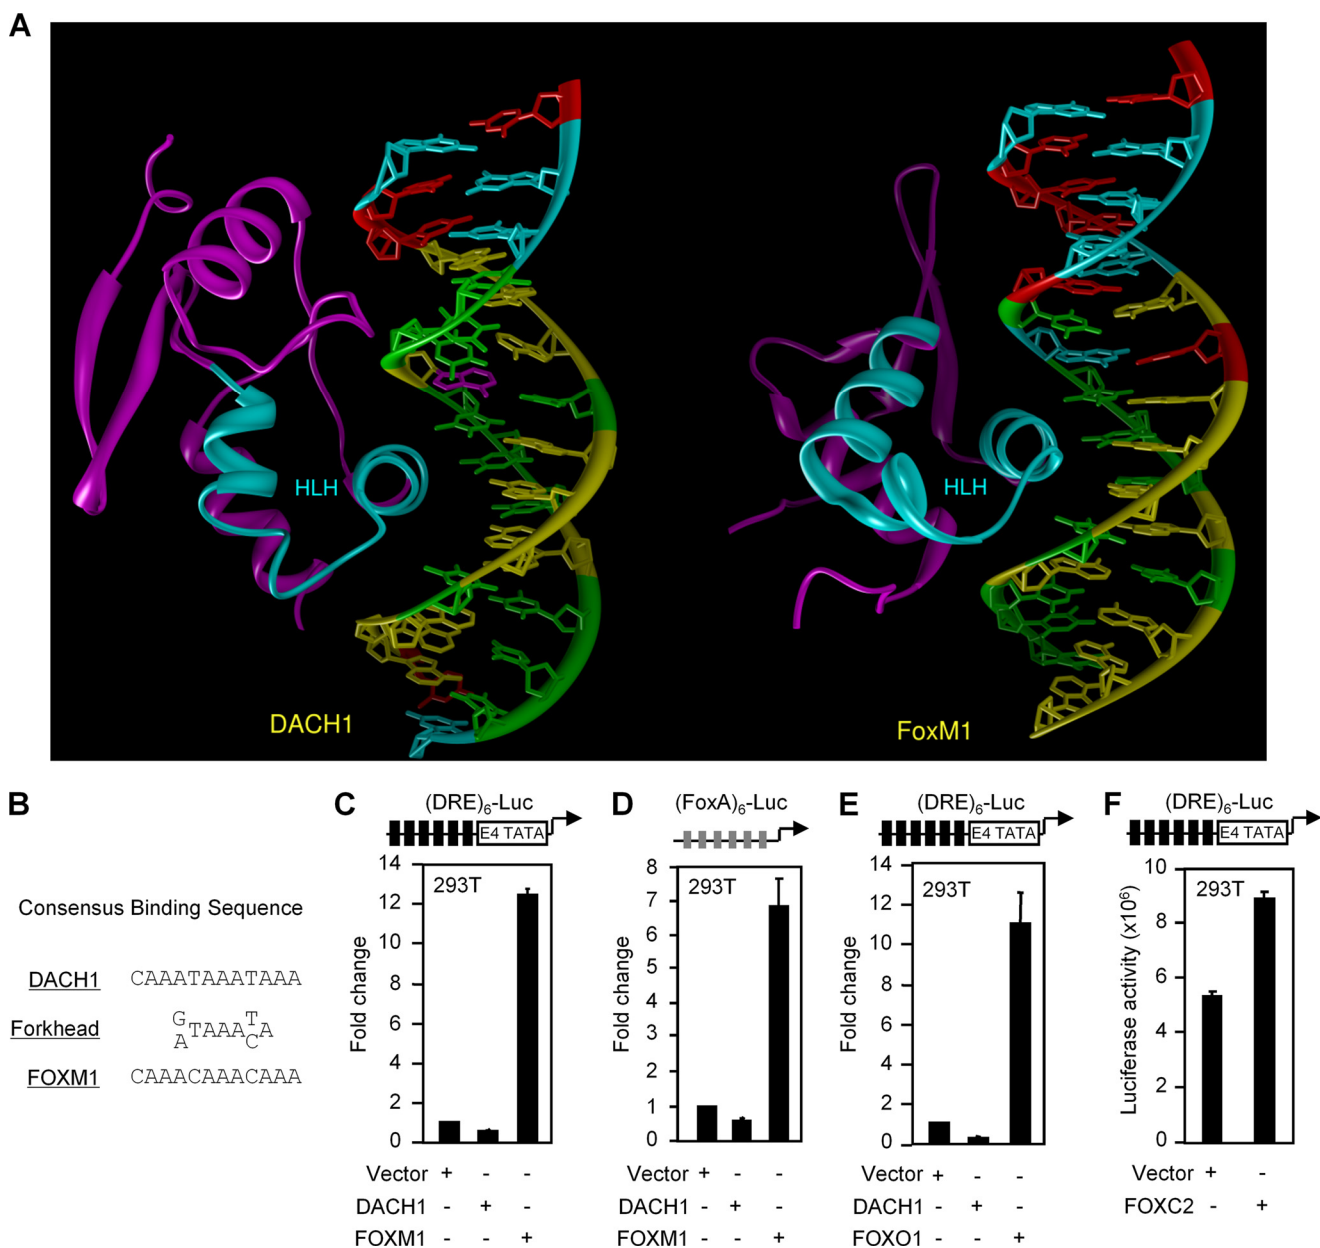 A
HLH
HLH
DACH1
FoxM1
B
Consensus Binding Sequence
DACH1 CAAATAAATAAA
Forkhead G/A TAAA T/C A
FOXM1 CAAACAAACAAA
C
(DRE)6-Luc
E4 TATA
293T
Fold change
14
12
10
8
6
4
2
0
Vector + - -
DACH1 - + -
FOXM1 - - +
D
(FoxA)6-Luc
293T
Fold change
8
7
6
5
4
3
2
1
0
Vector + - -
DACH1 - + -
FOXM1 - - +
E
(DRE)6-Luc
E4 TATA
293T
Fold change
14
12
10
8
6
4
2
0
Vector + - -
DACH1 - + -
FOXO1 - - +
F
(DRE)6-Luc
E4 TATA
293T
Luciferase activity (x10⁶)
10
8
6
4
2
0
Vector + -
FOXC2 - +